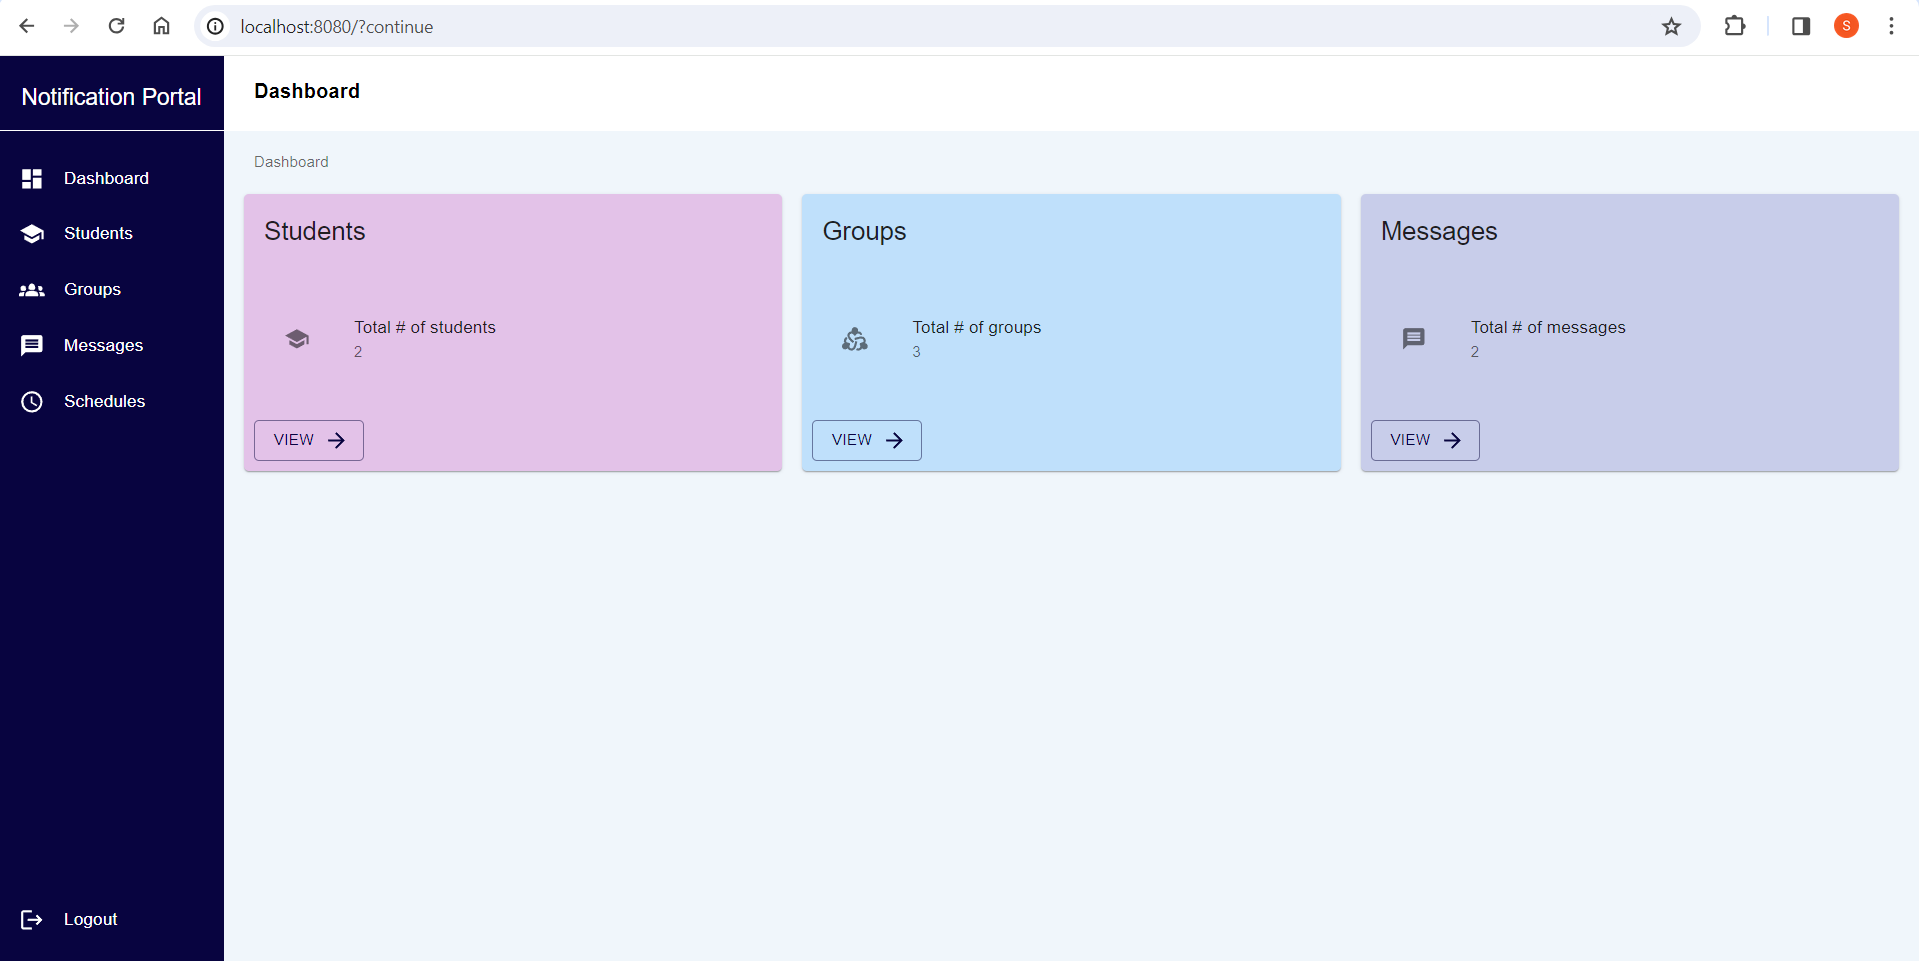 localhost:8080/?continue
S
Notification Portal
Dashboard
Students
Groups
Messages
Schedules
Logout
Dashboard
Dashboard
Students
Total # of students
2
VIEW
Groups
Total # of groups
3
VIEW
Messages
Total # of messages
2
VIEW